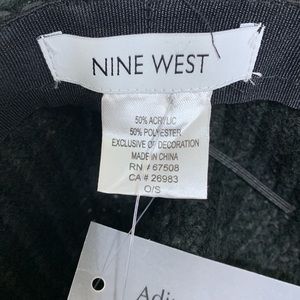 NINE WEST
50% ACRYLIC
50% POLYESTER
EXCLUSIVE OF DECORATION
MADE IN CHINA
RN # 67508
CA # 26983
O/S